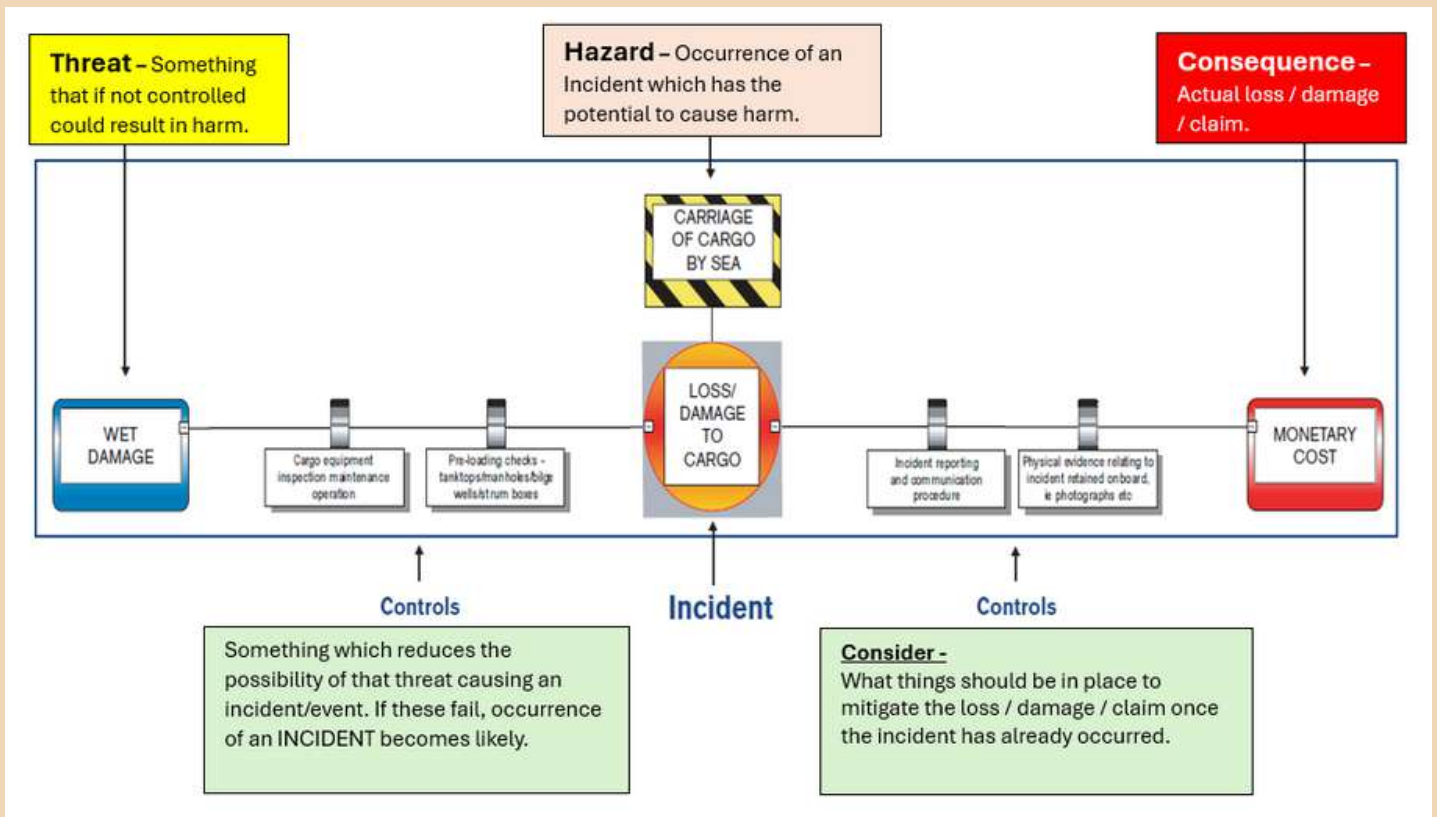 Threat – Something
that if not controlled
could result in harm.
Hazard – Occurrence of an
Incident which has the
potential to cause harm.
Consequence –
Actual loss / damage
/ claim.
CARRIAGE
OF CARGO
BY SEA
WET
DAMAGE
Cargo equipment
inspection maintenance
operation
Pre-loading checks -
tanktops/manholes/bilge
wells/strum boxes
LOSS/
DAMAGE
TO
CARGO
Incident reporting
and communication
procedure
Physical evidence relating to
incident retained onboard,
ie photographs etc
MONETARY
COST
Controls
Incident
Controls
Something which reduces the
possibility of that threat causing an
incident/event. If these fail, occurrence
of an INCIDENT becomes likely.
Consider -
What things should be in place to
mitigate the loss / damage / claim once
the incident has already occurred.